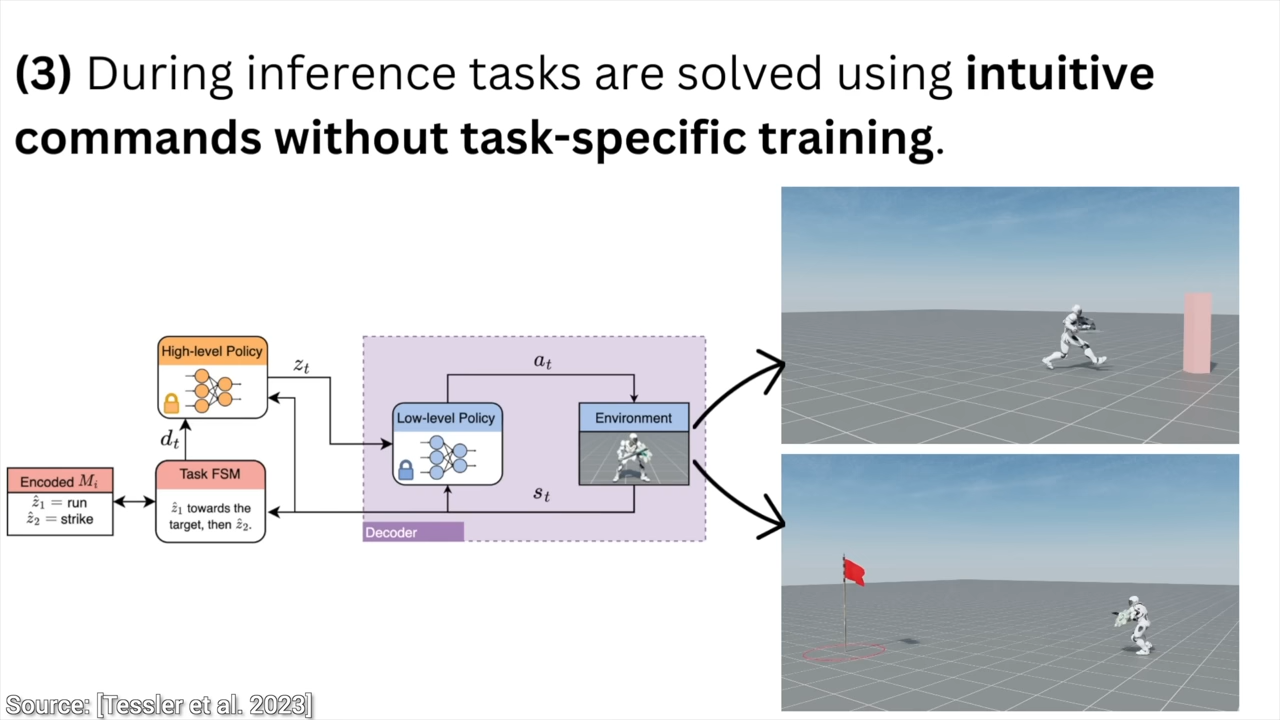 (3) During inference tasks are solved using intuitive
commands without task-specific training.
High-level Policy
z_t
a_t
Low-level Policy
Environment
d_t
Encoded M_i
ẑ_1 = run
ẑ_2 = strike
Task FSM
ẑ_1 towards the
target, then ẑ_2.
s_t
Decoder
Source: [Tessler et al. 2023]